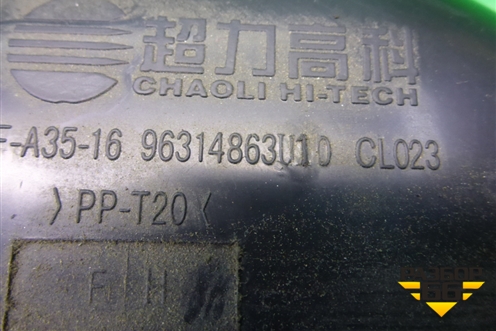 超力高科
CHAOLI HI-TECH
F-A35-16 96314863U10 CL023
>PP-T20<
F H